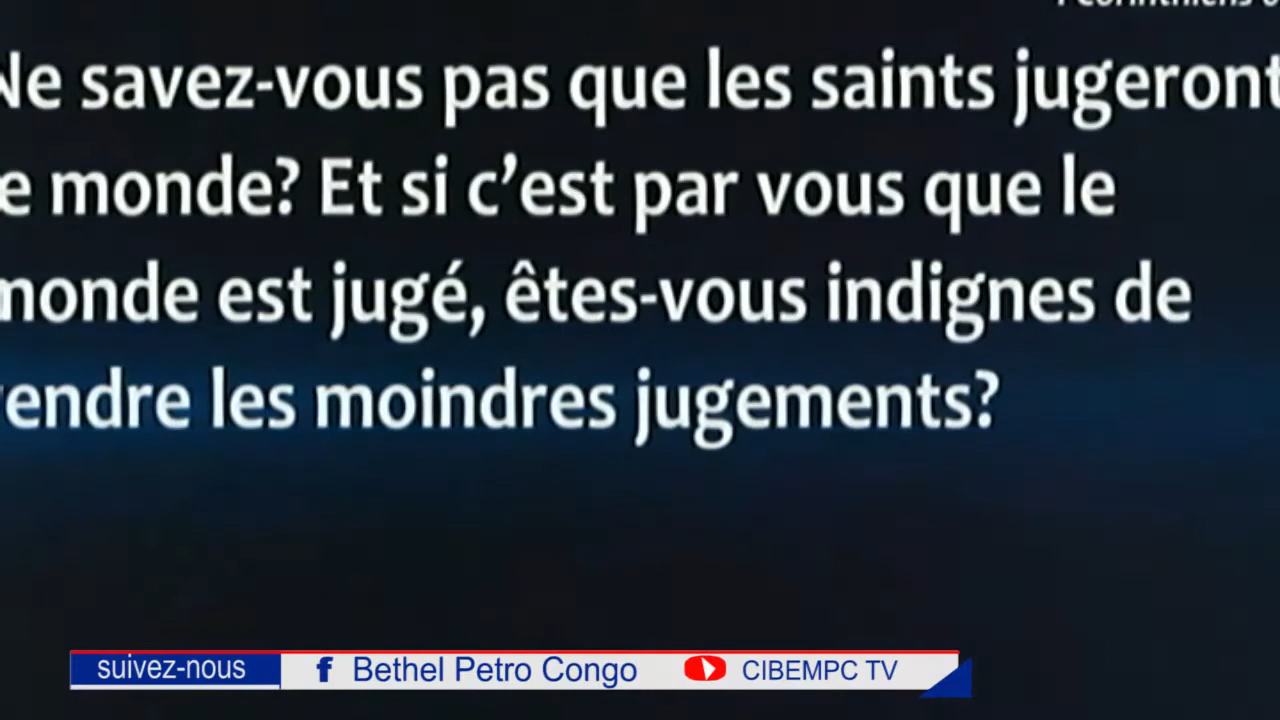 Ne savez-vous pas que les saints jugeront
e monde? Et si c’est par vous que le
monde est jugé, êtes-vous indignes de
rendre les moindres jugements?
suivez-nous f Bethel Petro Congo CIBEMPC TV